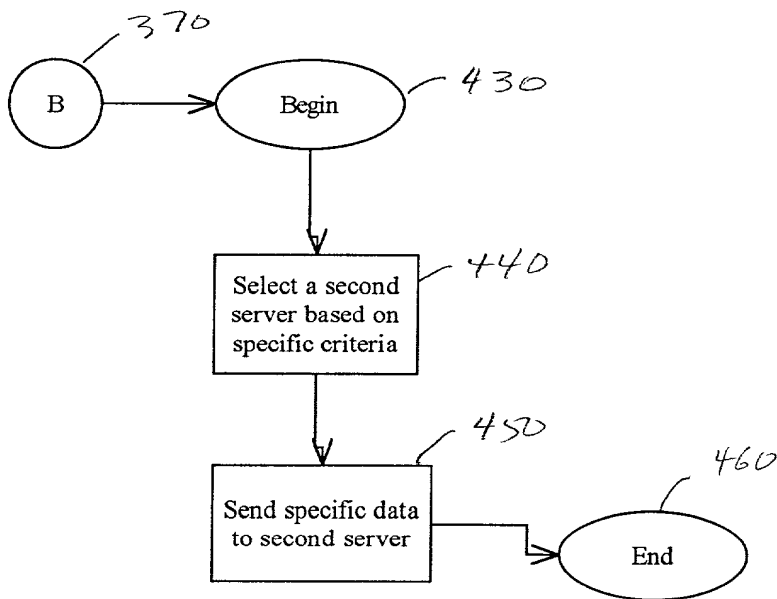 370
B
Begin
430
440
Select a second
server based on
specific criteria
450
Send specific data
to second server
460
End